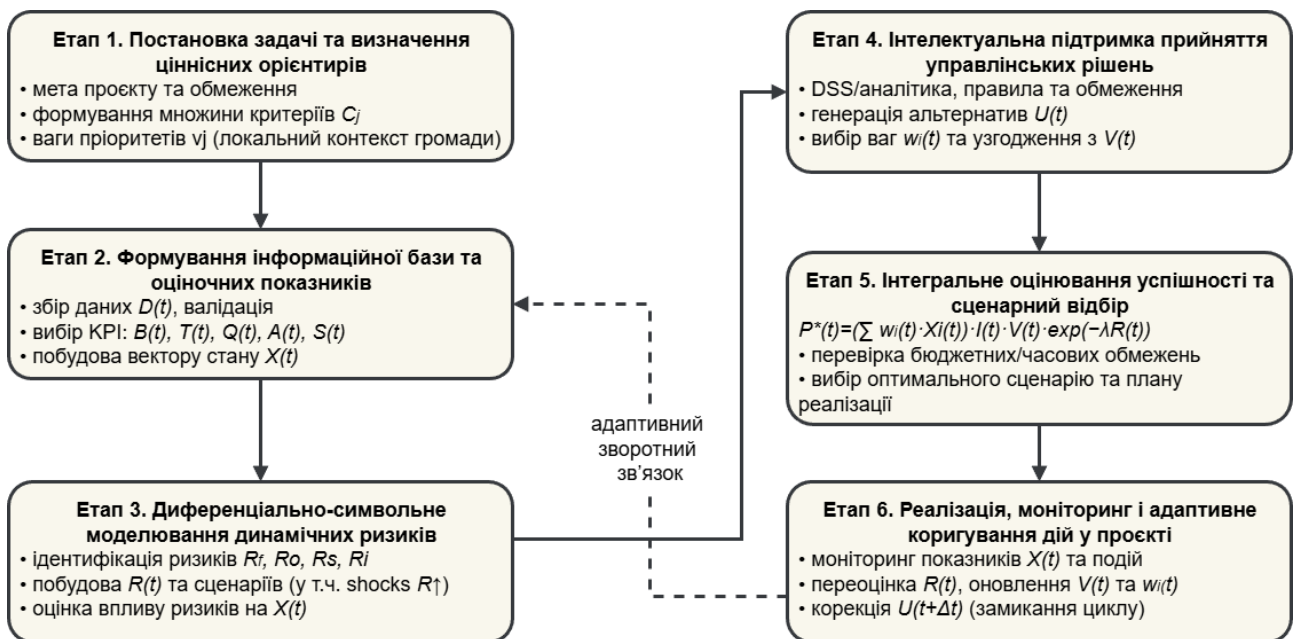 Етап 1. Постановка задачі та визначення
ціннісних орієнтирів
• мета проєкту та обмеження
• формування множини критеріїв Cj
• ваги пріоритетів vj (локальний контекст громади)
Етап 2. Формування інформаційної бази та
оціночних показників
• збір даних D(t), валідація
• вибір KPI: B(t), T(t), Q(t), A(t), S(t)
• побудова вектору стану X(t)
Етап 3. Диференціально-символьне
моделювання динамічних ризиків
• ідентифікація ризиків Rf, Ro, Rs, Ri
• побудова R(t) та сценаріїв (у т.ч. shocks R↑)
• оцінка впливу ризиків на X(t)
адаптивний
зворотний
зв’язок
Етап 4. Інтелектуальна підтримка прийняття
управлінських рішень
• DSS/аналітика, правила та обмеження
• генерація альтернатив U(t)
• вибір ваг wi(t) та узгодження з V(t)
Етап 5. Інтегральне оцінювання успішності та
сценарний відбір
P*(t)=(∑ wi(t)·Xi(t))·I(t)·V(t)·exp(−λR(t))
• перевірка бюджетних/часових обмежень
• вибір оптимального сценарію та плану
реалізації
Етап 6. Реалізація, моніторинг і адаптивне
коригування дій у проєкті
• моніторинг показників X(t) та подій
• переоцінка R(t), оновлення V(t) та wi(t)
• корекція U(t+Δt) (замикання циклу)